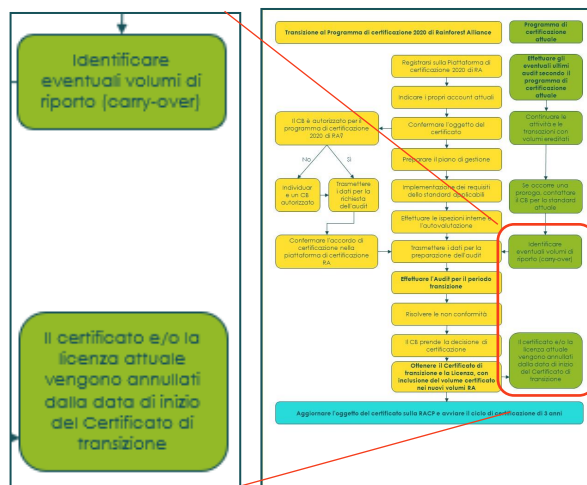 Identificare
eventuali volumi di
riporto (carry-over)
Il certificato e/o la
licenza attuale
vengono annullati
dalla data di inizio
del Certificato di
transizione
Transizione al Programma di certificazione 2020 di Rainforest Alliance
Programma di
certificazione
attuale
Registrarsi sulla Piattaforma di
certificazione 2020 di RA
Effettuare gli
eventuali ultimi
audit secondo il
programma di
certificazione
attuale
Indicare i propri account attuali
Il CB è autorizzato per il
programma di certificazione
2020 di RA?
Confermare l'oggetto del
certificato
Continuare le
attività e le
transazioni con
volumi ereditati
No
Sì
Preparare il piano di gestione
Individuar
e un CB
autorizzato
Trasmettere
i dati per la
richiesta
dell'audit
Implementazione dei requisiti
dello standard applicabili
Se occorre una
proroga, contattare
il CB per lo standard
attuale
Effettuare le ispezioni interne e
l'autovalutazione
Confermare l'accordo di
certificazione nella
piattaforma di certificazione
RA
Trasmettere i dati per la
preparazione dell'audit
Identificare
eventuali volumi di
riporto (carry-over)
Effettuare l'Audit per il periodo
transizione
Risolvere le non conformità
Il CB prende la decisione di
certificazione
Il certificato e/o la
licenza attuale
vengono annullati
dalla data di inizio
del Certificato di
transizione
Ottenere il Certificato di
transizione e la Licenza, con
inclusione del volume certificato
nei nuovi volumi RA
Aggiornare l'oggetto del certificato sulla RACP e avviare il ciclo di certificazione di 3 anni